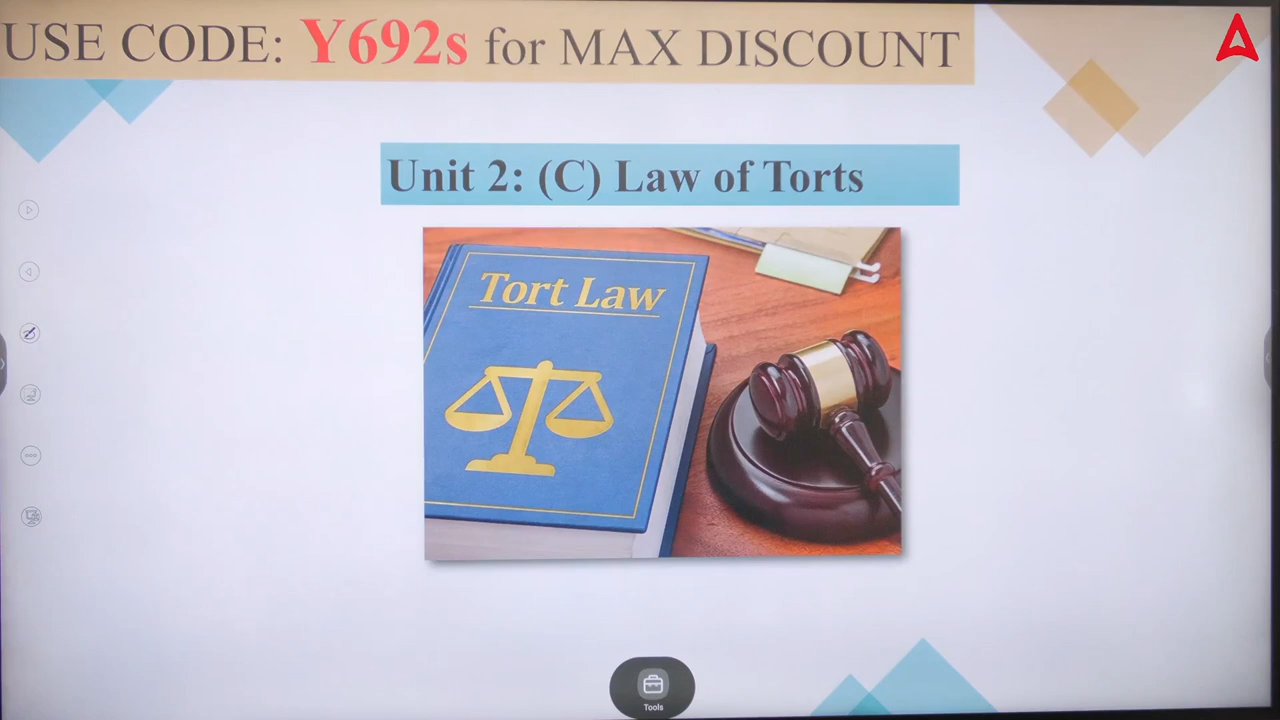 USE CODE: Y692s for MAX DISCOUNT
Unit 2: (C) Law of Torts
Tort Law
Tools